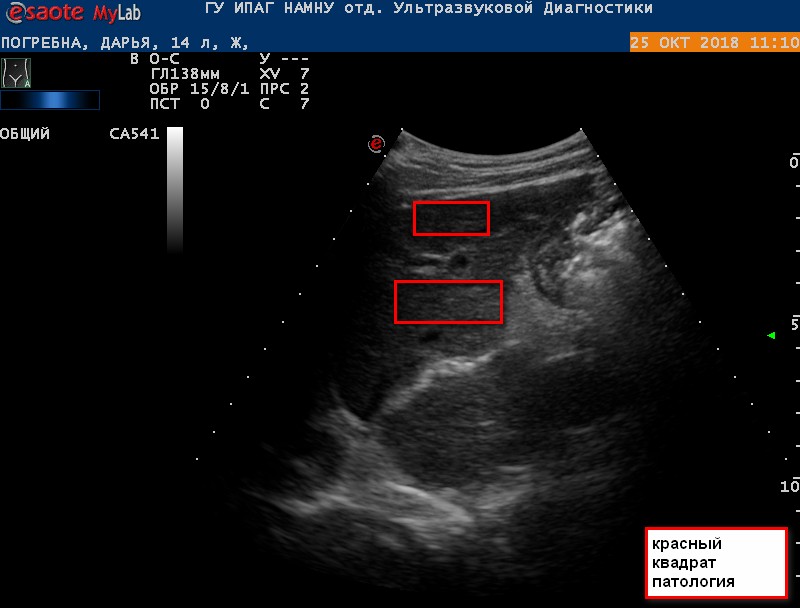 esaote MyLab
ГУ ИПАГ НАМНУ отд. Ультразвуковой Диагностики
ПОГРЕБНА, ДАРЬЯ, 14 л, Ж,
25 ОКТ 2018 11:10
В О-С У ---
ГЛ138мм XV 7
ОБР 15/8/1 ПРС 2
ПСТ 0 С 7
A
ОБЩИЙ CA541
e
0
5
10
красный
квадрат
патология